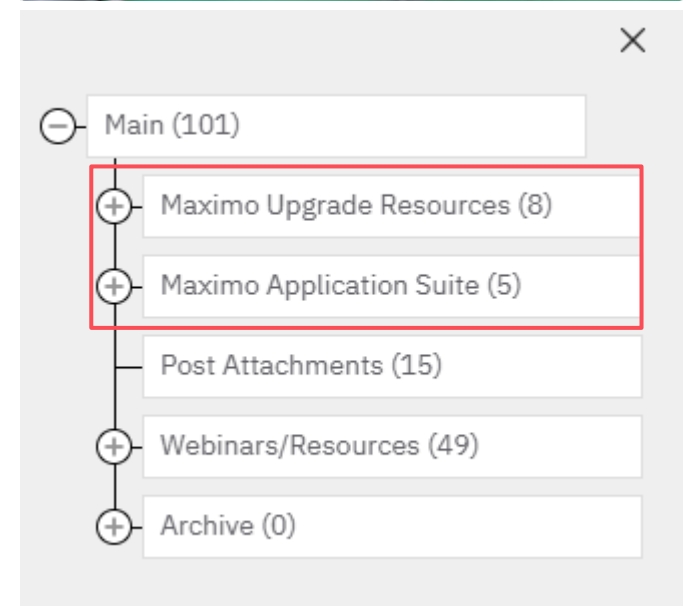 Main (101)
Maximo Upgrade Resources (8)
Maximo Application Suite (5)
Post Attachments (15)
Webinars/Resources (49)
Archive (0)